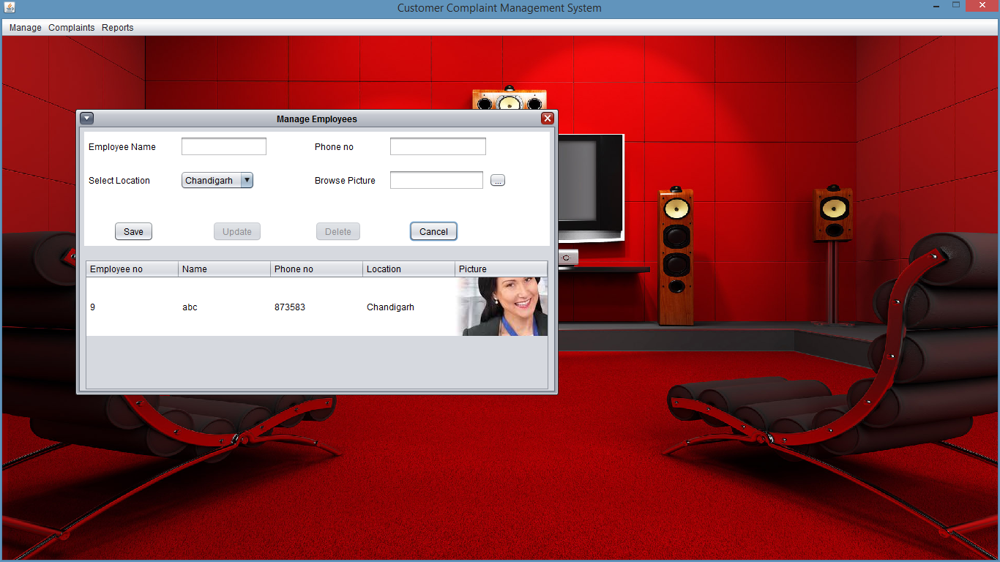 Customer Complaint Management System
Manage Complaints Reports
Manage Employees
Employee Name Phone no
Select Location Chandigarh Browse Picture ...
Save Update Delete Cancel
Employee no Name Phone no Location Picture
9 abc 873583 Chandigarh